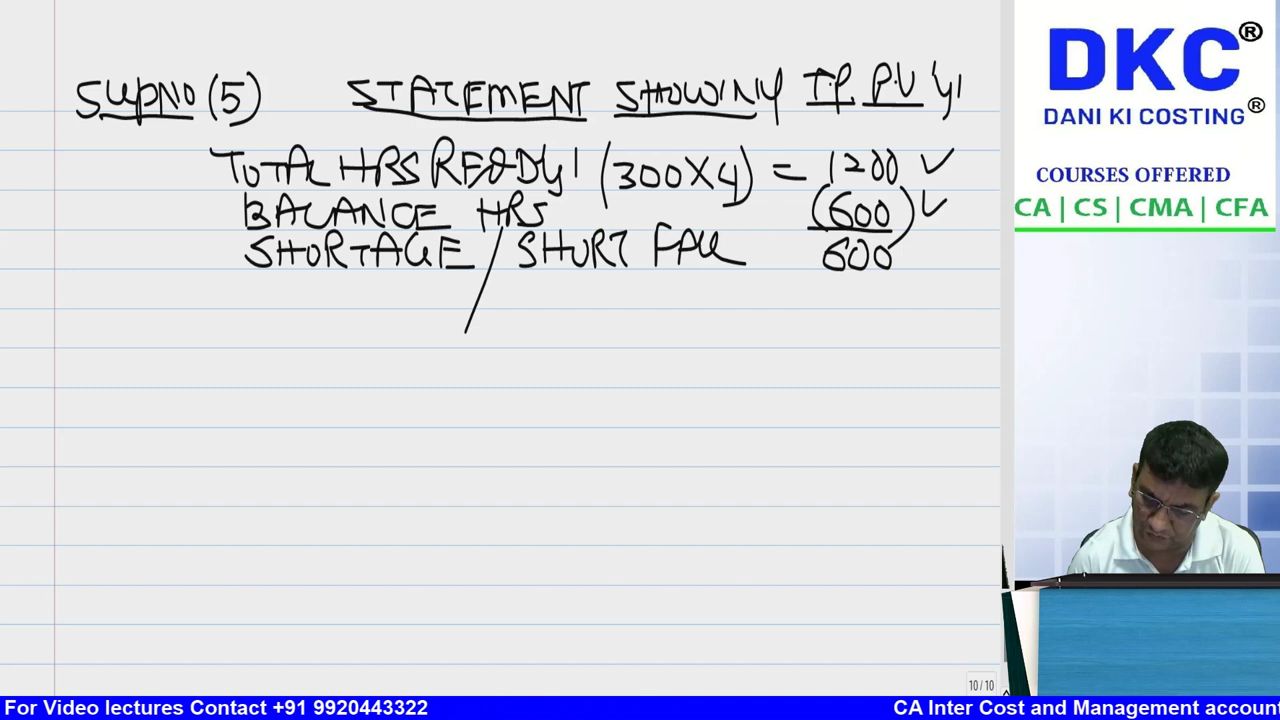 SUPNO (5) STATEMENT SHOWING T.P. P.U 'Y'
TOTAL HRS REQD Y' (300X4) = 1200 ✓
BALANCE HRS (600) ✓
SHORTAGE / SHORT FALL 600
DKC®
DANI KI COSTING®
COURSES OFFERED
CA | CS | CMA | CFA
10/10
For Video lectures Contact +91 9920443322 CA Inter Cost and Management account